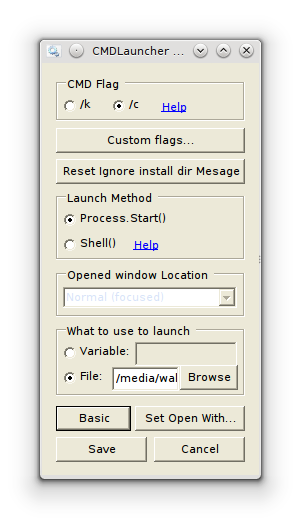 CMDLauncher ...
CMD Flag
/k /c Help
Custom flags...
Reset Ignore install dir Mesage
Launch Method
Process.Start()
Shell() Help
Opened window Location
Normal (focused)
What to use to launch
Variable:
File: /media/wal Browse
Basic Set Open With...
Save Cancel